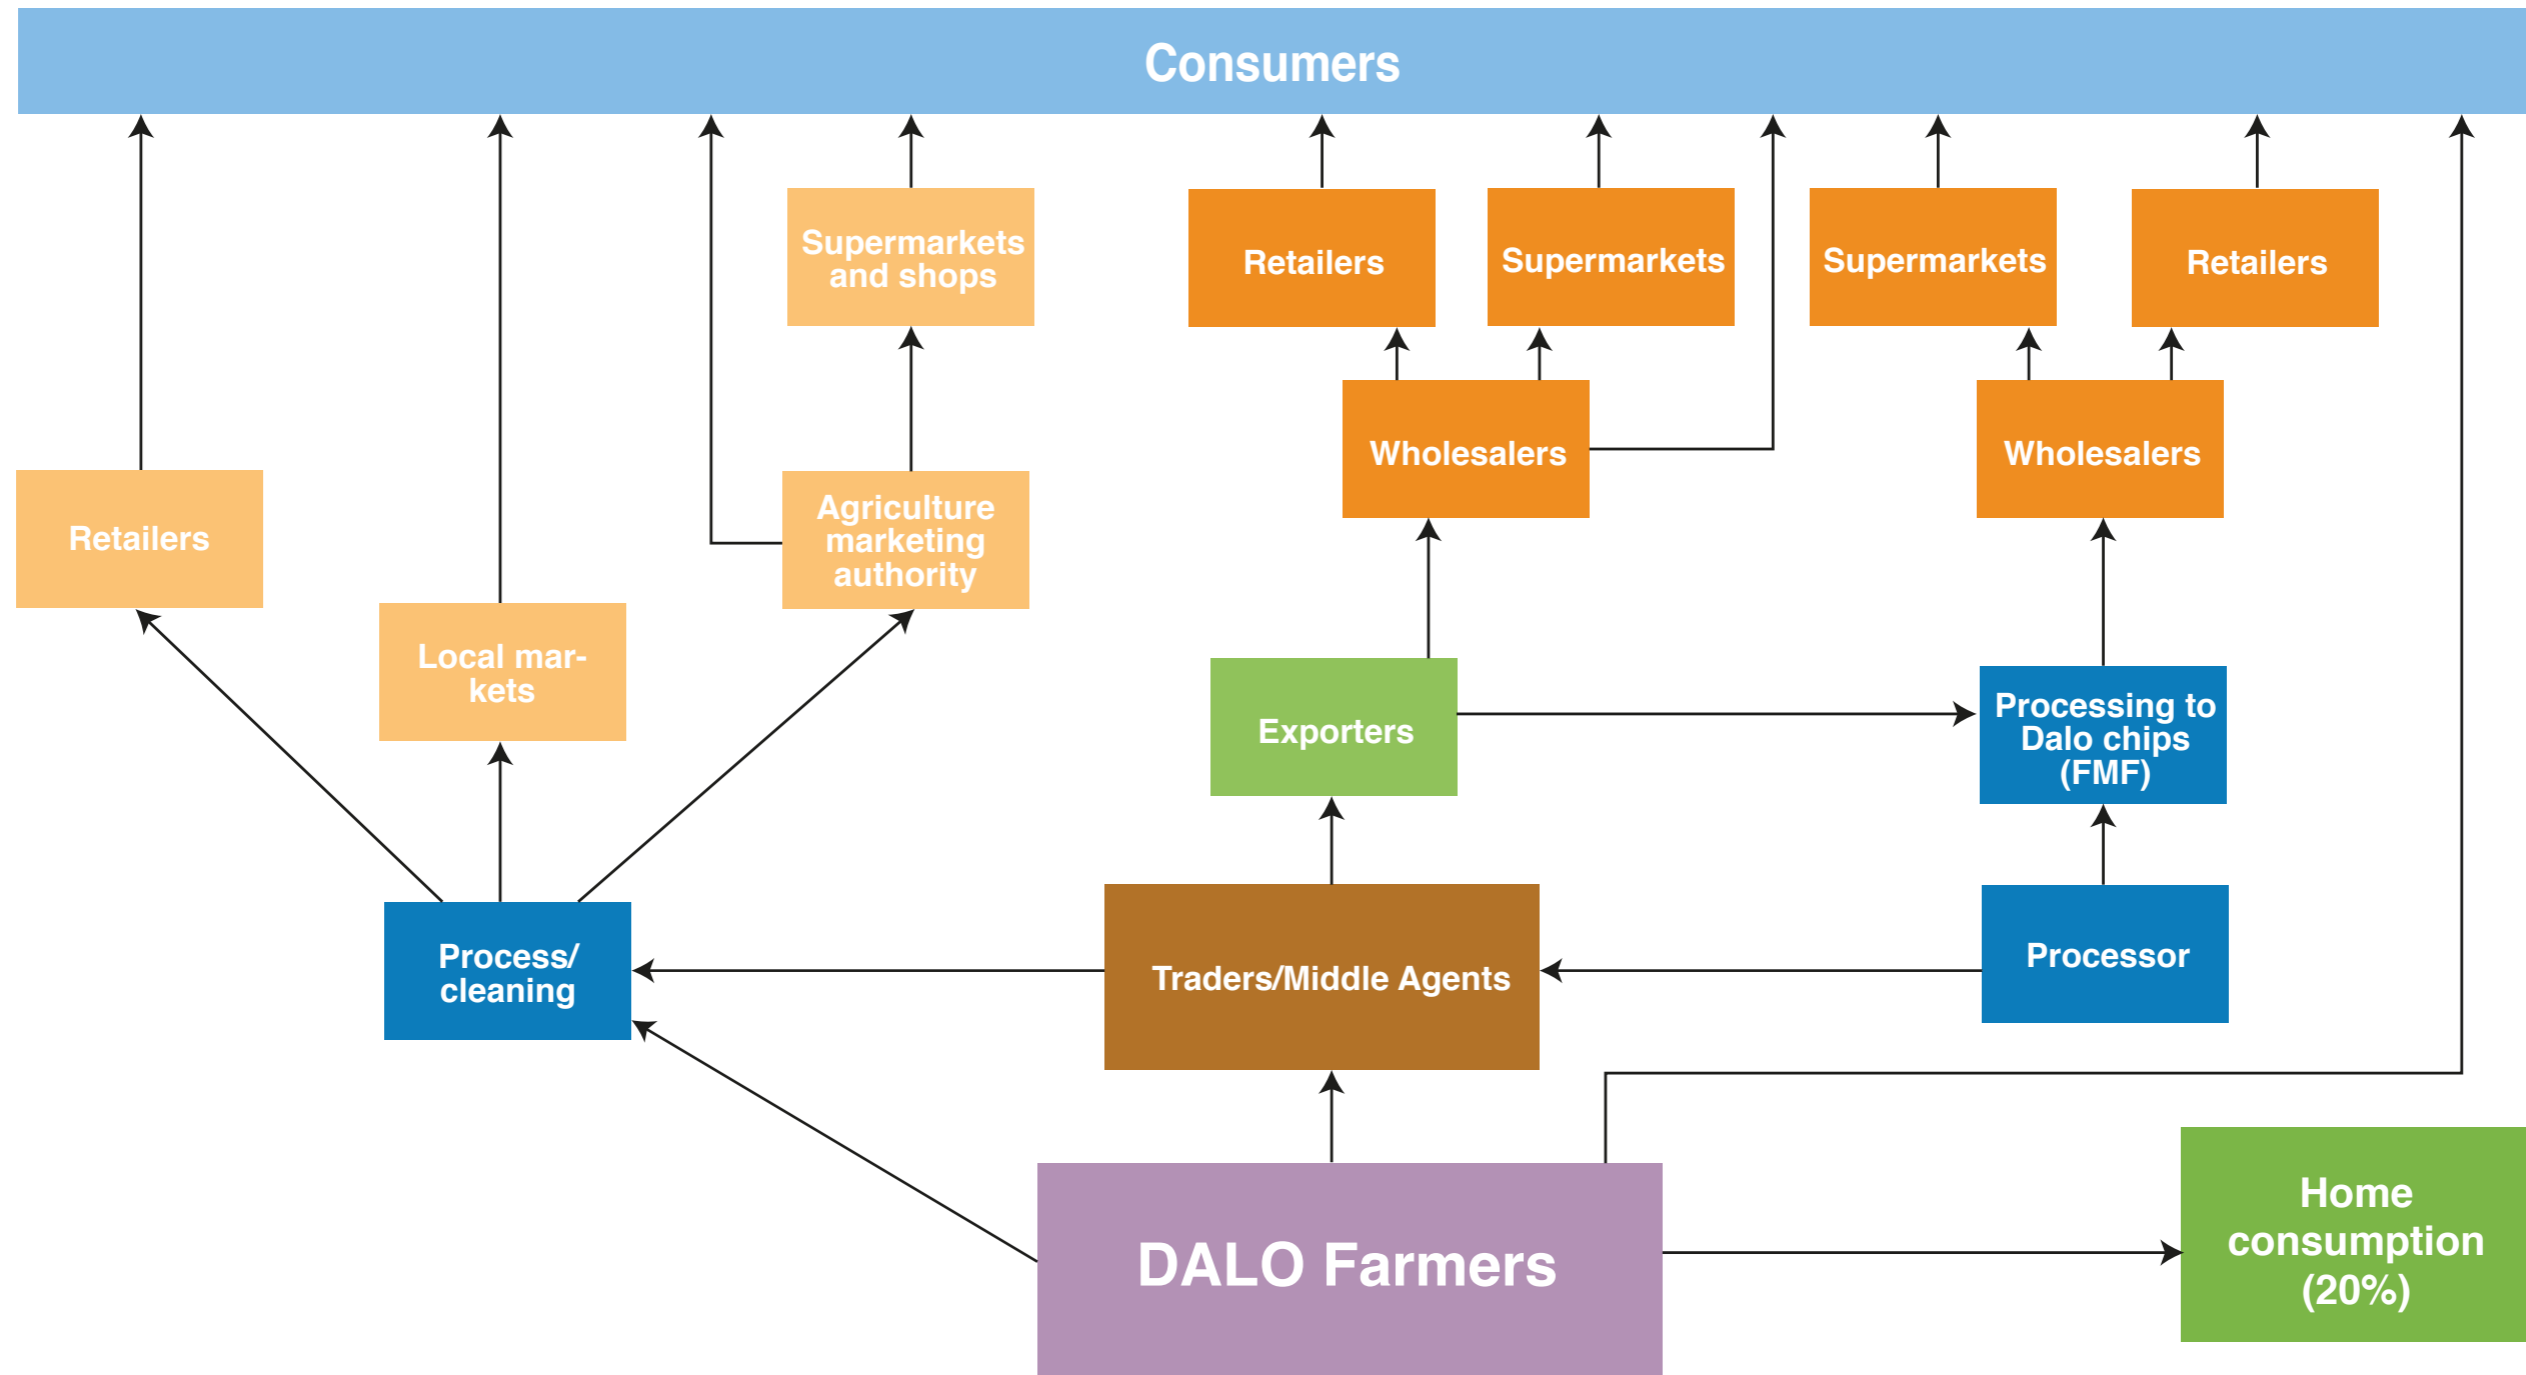 Consumers
Supermarkets
and shops
Retailers
Supermarkets
Supermarkets
Retailers
Wholesalers
Wholesalers
Retailers
Agriculture
marketing
authority
Local mar-
kets
Exporters
Processing to
Dalo chips
(FMF)
Process/
cleaning
Traders/Middle Agents
Processor
DALO Farmers
Home
consumption
(20%)